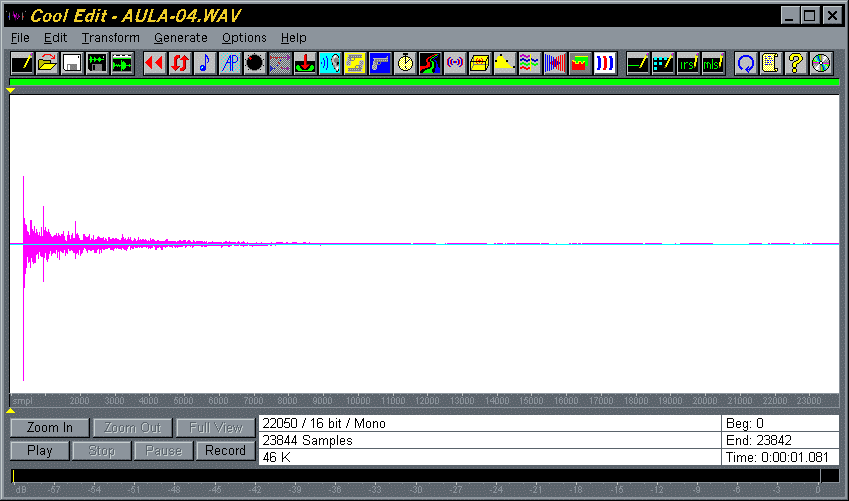 Cool Edit - AULA-04.WAV
File Edit Transform Generate Options Help
AP irs mls ?
smpl 2000 3000 4000 5000 6000 7000 8000 9000 10000 11000 12000 13000 14000 15000 16000 17000 18000 19000 20000 21000 22000 23000
Zoom In Zoom Out Full View 22050 / 16 bit / Mono Beg: 0
23844 Samples End: 23842
Play Stop Pause Record 46 K Time: 0:00:01.081
dB -57 -54 -51 -48 -45 -42 -39 -36 -33 -30 -27 -24 -21 -18 -15 -12 -9 -6 -3 0